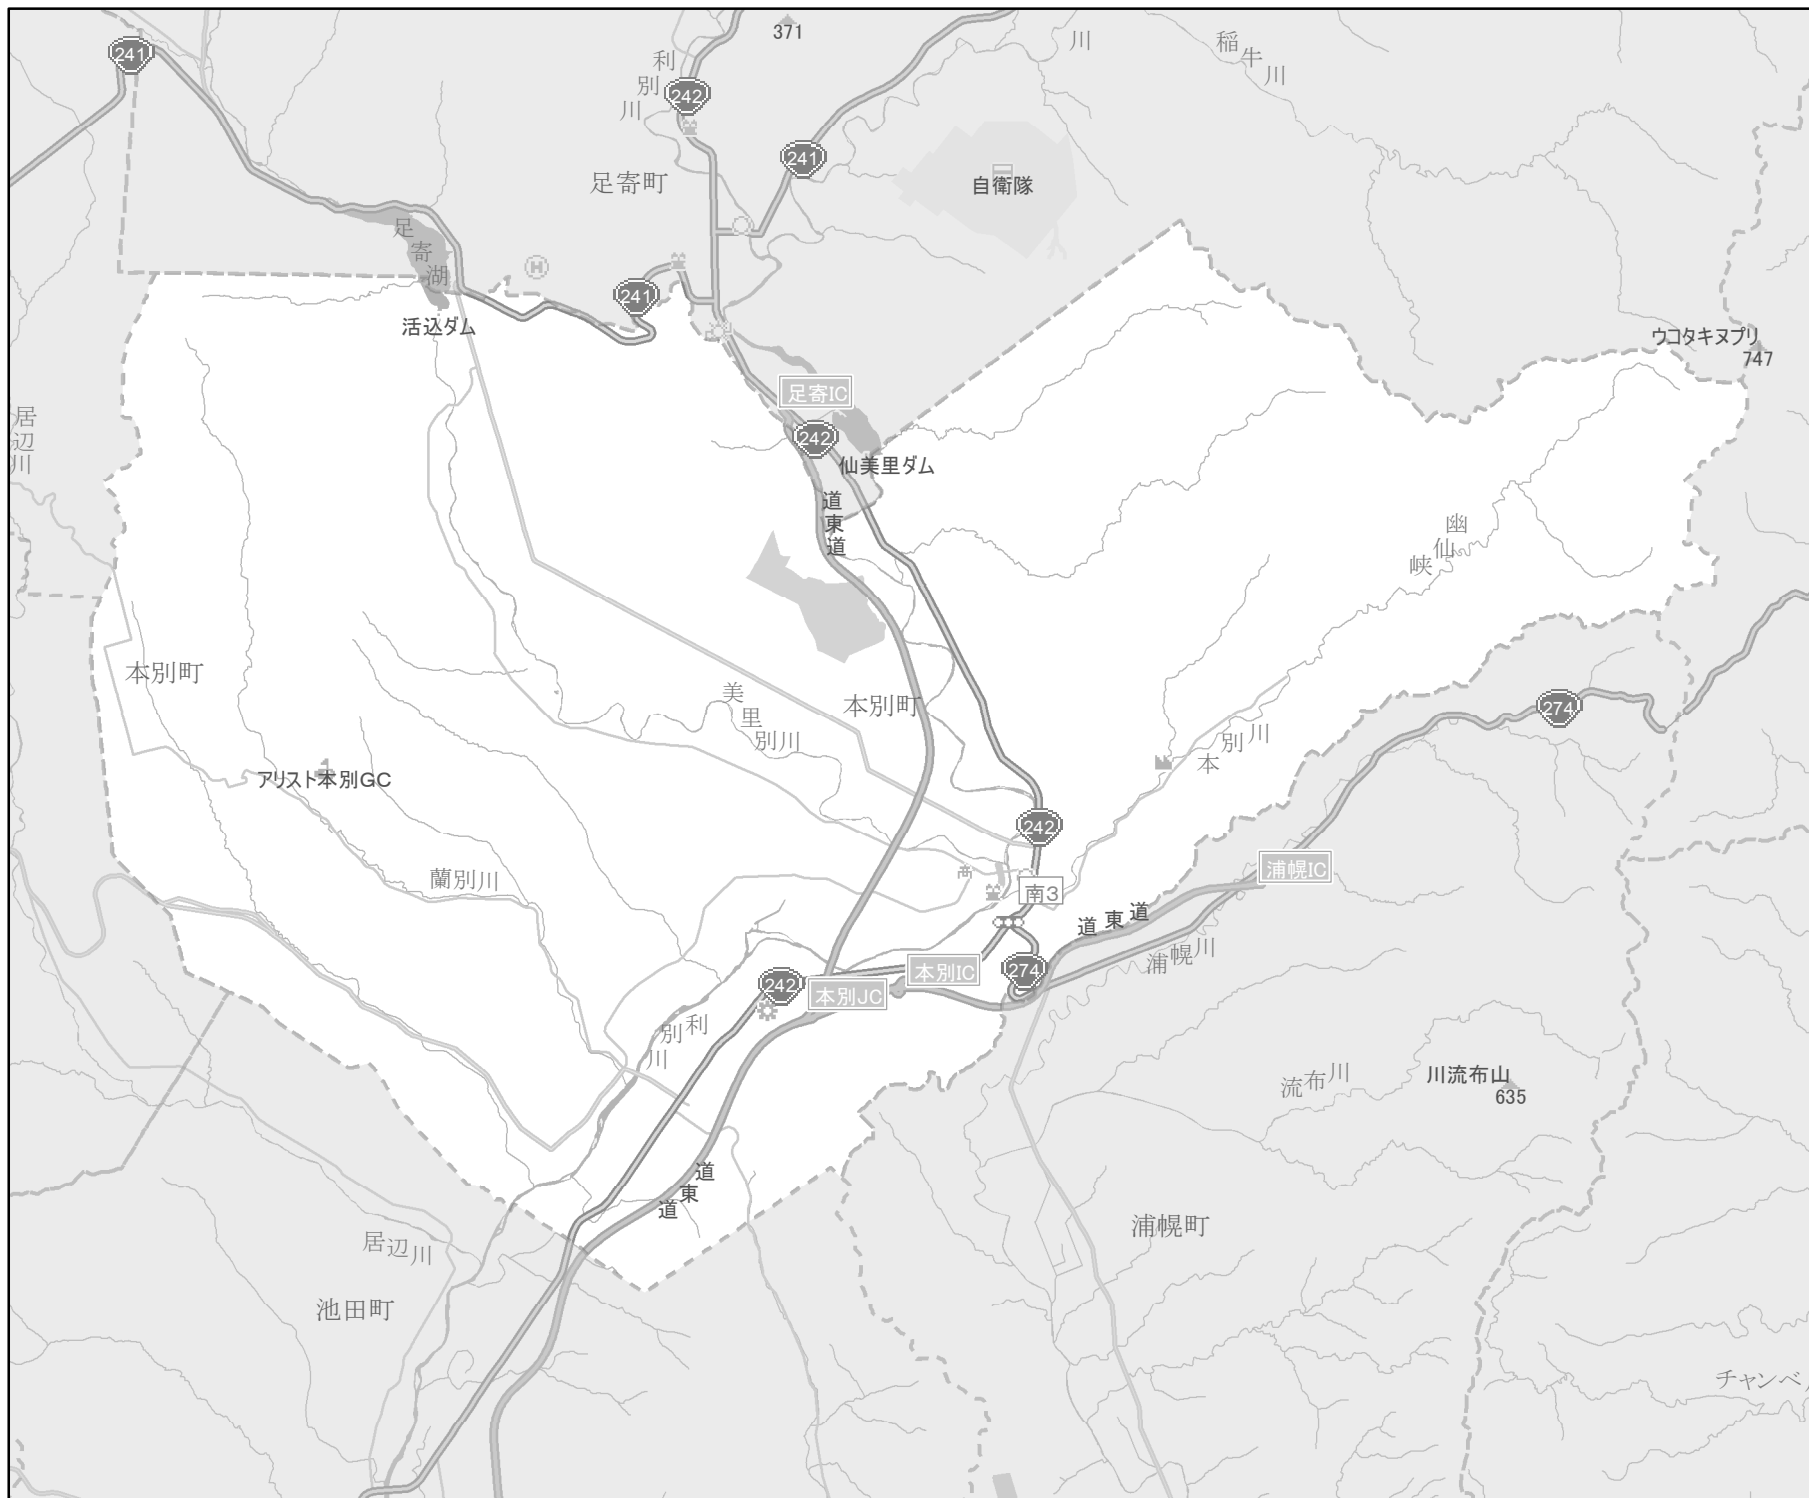 371
241
稲牛川
川
利別川
242
241
足寄町
自衛隊
足寄湖
H
241
活込ダム
ウコタキヌプリ
747
足寄IC
居辺川
242
仙美里ダム
道東道
幽仙峡
本別町
美里別川
本別町
274
本別川
アリスト本別GC
242
浦幌IC
蘭別川
南3
道東道
浦幌川
本別IC
274
242
本別JC
利別川
川流布山
635
流布川
道東道
浦幌町
居辺川
池田町
チャンベ